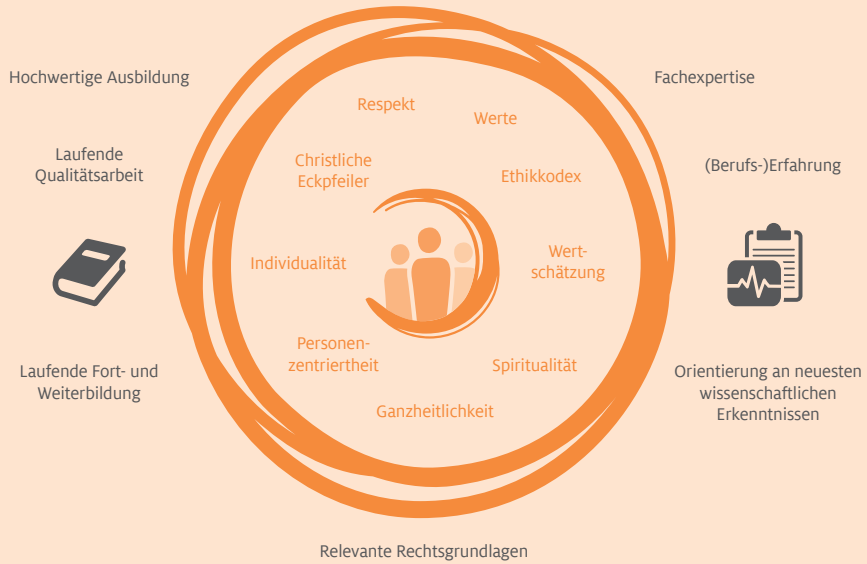 Hochwertige Ausbildung
Fachexpertise
Respekt
Werte
Laufende
Qualitätsarbeit
Christliche
Eckpfeiler
Ethikkodex
(Berufs-)Erfahrung
Individualität
Wert-
schätzung
Personen-
zentriertheit
Spiritualität
Laufende Fort- und
Weiterbildung
Orientierung an neuesten
wissenschaftlichen
Erkenntnissen
Ganzheitlichkeit
Relevante Rechtsgrundlagen